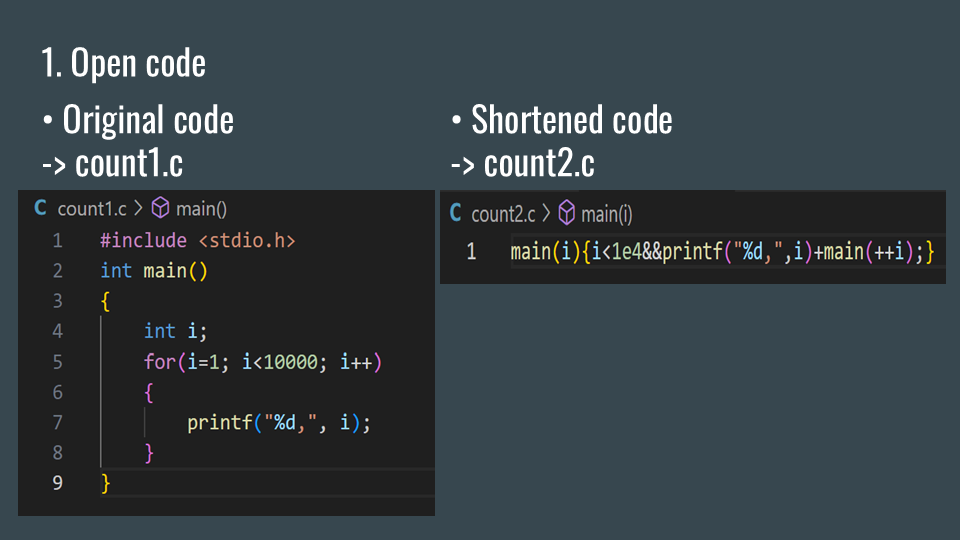 1. Open code
• Original code
-> count1.c
C count1.c > main()
1 #include <stdio.h>
2 int main()
3 {
4 int i;
5 for(i=1; i<10000; i++)
6 {
7 printf("%d,", i);
8 }
9 }
• Shortened code
-> count2.c
C count2.c > main(i)
1 main(i){i<1e4&&printf("%d,",i)+main(++i);}